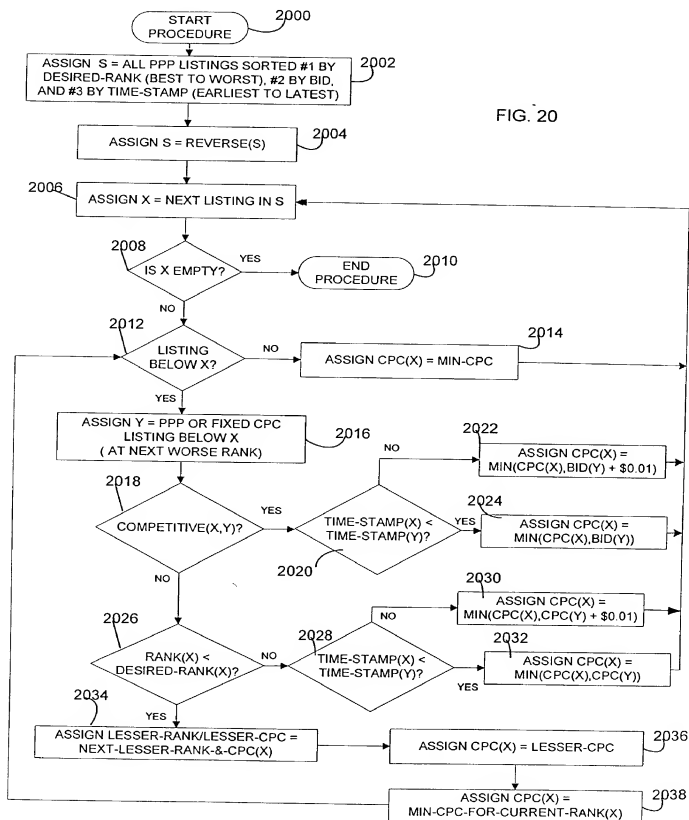 START
PROCEDURE
2000
ASSIGN S = ALL PPP LISTINGS SORTED #1 BY
DESIRED-RANK (BEST TO WORST), #2 BY BID,
AND #3 BY TIME-STAMP (EARLIEST TO LATEST)
2002
FIG. 20
ASSIGN S = REVERSE(S)
2004
2006
ASSIGN X = NEXT LISTING IN S
2008
IS X EMPTY?
YES
END
PROCEDURE
2010
NO
2012
LISTING
BELOW X?
NO
ASSIGN CPC(X) = MIN-CPC
2014
YES
ASSIGN Y = PPP OR FIXED CPC
LISTING BELOW X
( AT NEXT WORSE RANK)
2016
NO
2022
ASSIGN CPC(X) =
MIN(CPC(X),BID(Y) + $0.01)
2018
COMPETITIVE(X,Y)?
YES
TIME-STAMP(X) <
TIME-STAMP(Y)?
2020
YES
2024
ASSIGN CPC(X) =
MIN(CPC(X),BID(Y))
NO
2030
ASSIGN CPC(X) =
MIN(CPC(X),CPC(Y) + $0.01)
NO
2026
RANK(X) <
DESIRED-RANK(X)?
NO
2028
TIME-STAMP(X) <
TIME-STAMP(Y)?
YES
2032
ASSIGN CPC(X) =
MIN(CPC(X),CPC(Y))
YES
2034
ASSIGN LESSER-RANK/LESSER-CPC =
NEXT-LESSER-RANK-&-CPC(X)
ASSIGN CPC(X) = LESSER-CPC
2036
ASSIGN CPC(X) =
MIN-CPC-FOR-CURRENT-RANK(X)
2038